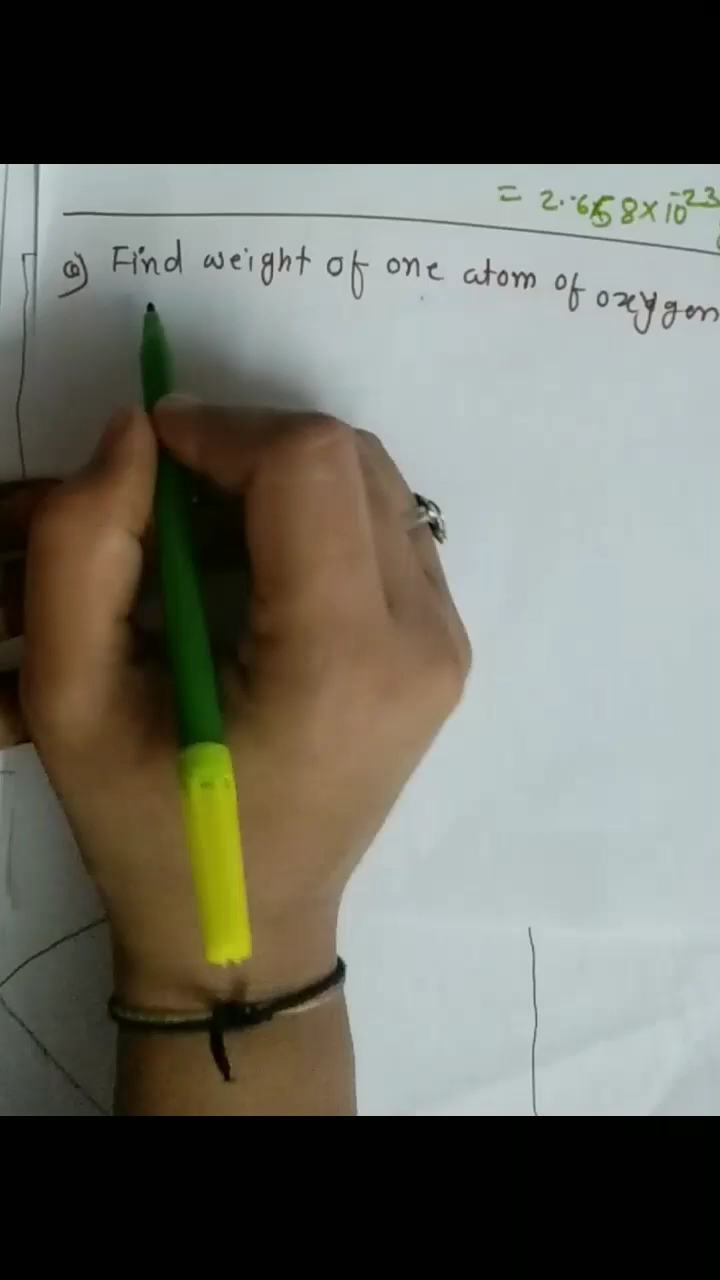 = 2.658×10⁻²³
Q) Find weight of one atom of oxygen